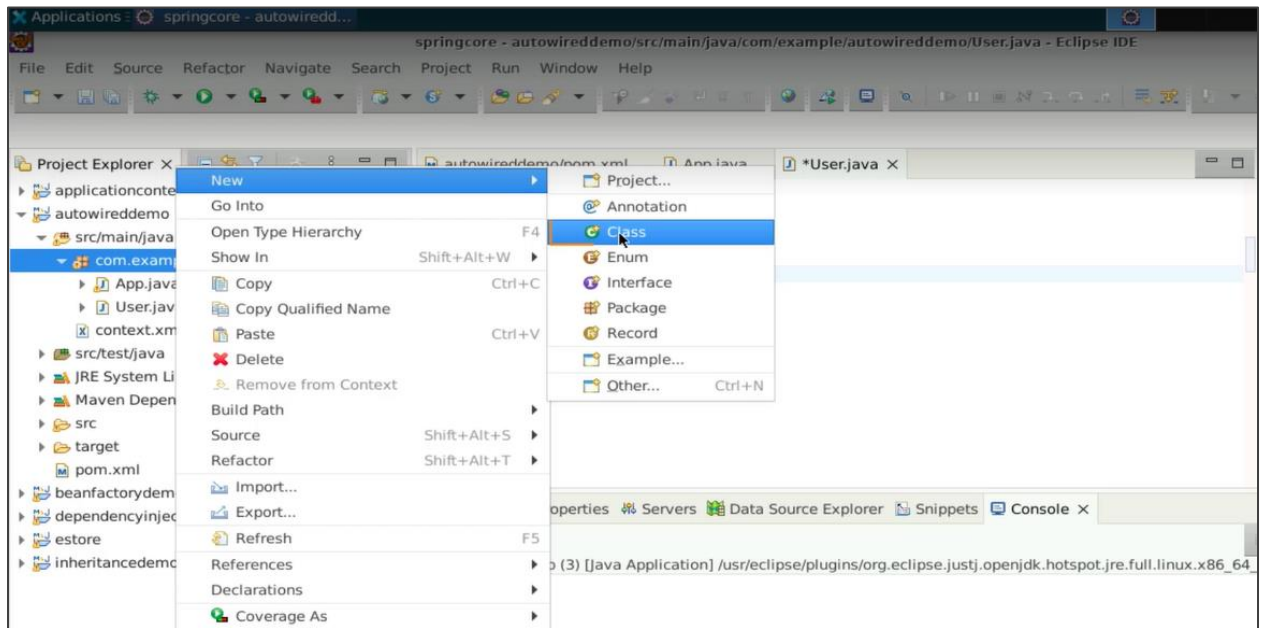 Applications springcore - autowiredd...
springcore - autowireddemo/src/main/java/com/example/autowireddemo/User.java - Eclipse IDE
File Edit Source Refactor Navigate Search Project Run Window Help
Project Explorer autowireddemo/pom.xml App.java *User.java
applicationconte
autowireddemo
src/main/java
com.examp
App.java
User.jav
context.xm
src/test/java
JRE System Li
Maven Depen
src
target
pom.xml
beanfactorydem
dependencyinjec
estore
inheritancedemo
New
Go Into
Open Type Hierarchy F4
Show In Shift+Alt+W
Copy Ctrl+C
Copy Qualified Name
Paste Ctrl+V
Delete
Remove from Context
Build Path
Source Shift+Alt+S
Refactor Shift+Alt+T
Import...
Export...
Refresh F5
References
Declarations
Coverage As
Project...
Annotation
Class
Enum
Interface
Package
Record
Example...
Other... Ctrl+N
operties Servers Data Source Explorer Snippets Console
(3) [Java Application] /usr/eclipse/plugins/org.eclipse.justj.openjdk.hotspot.jre.full.linux.x86_64_